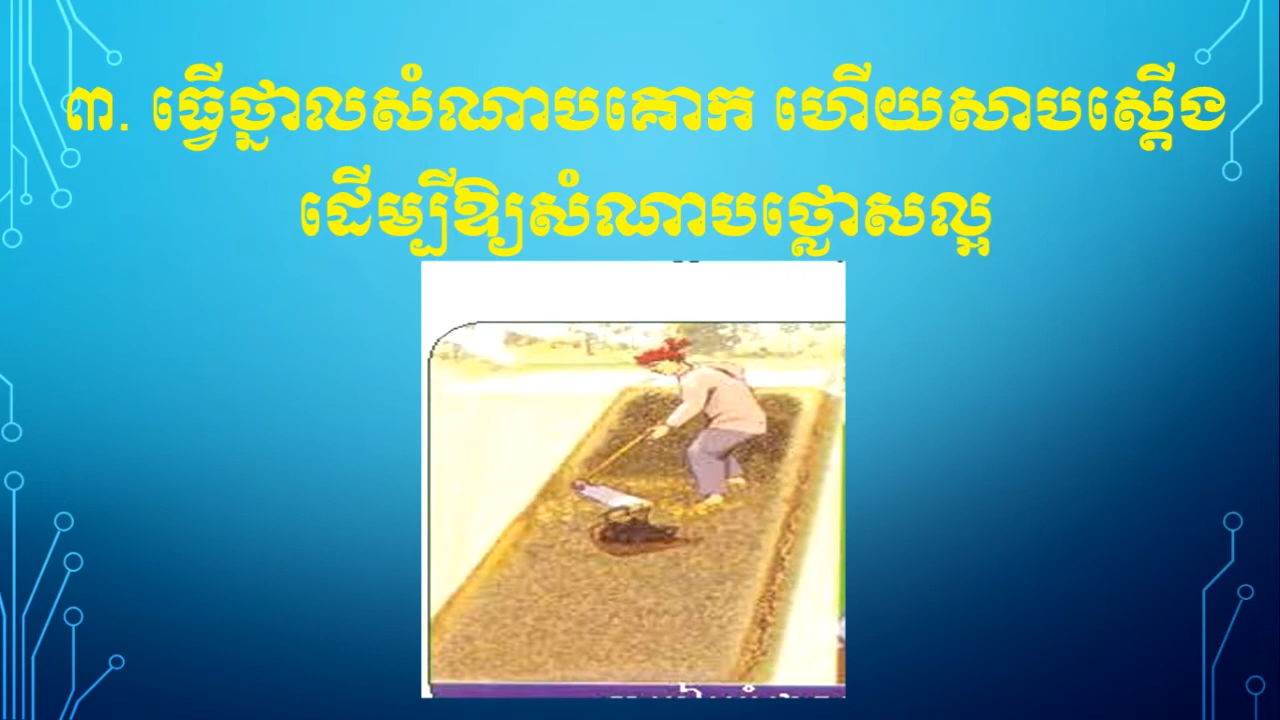 ៣. ធ្វើថ្នាលសំណាបគោក ហើយសាបស្តើង
ដើម្បីឱ្យសំណាបថ្លោសល្អ